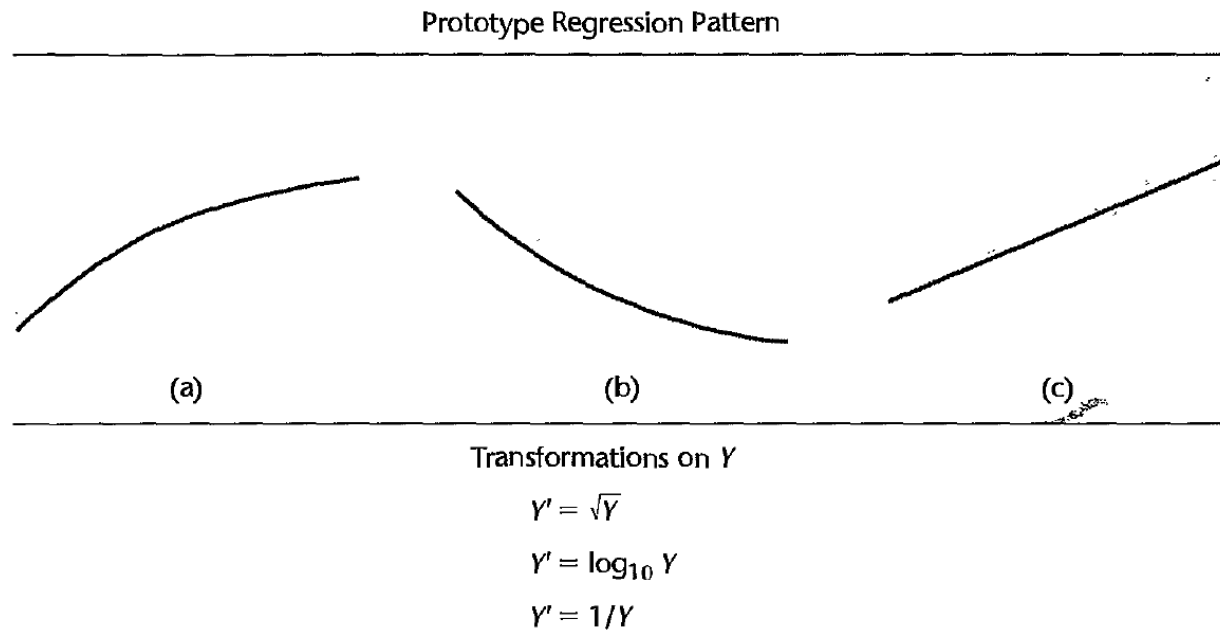 Prototype Regression Pattern
(a) (b) (c)
Transformations on Y
Y′ = √Y
Y′ = log₁₀ Y
Y′ = 1/Y